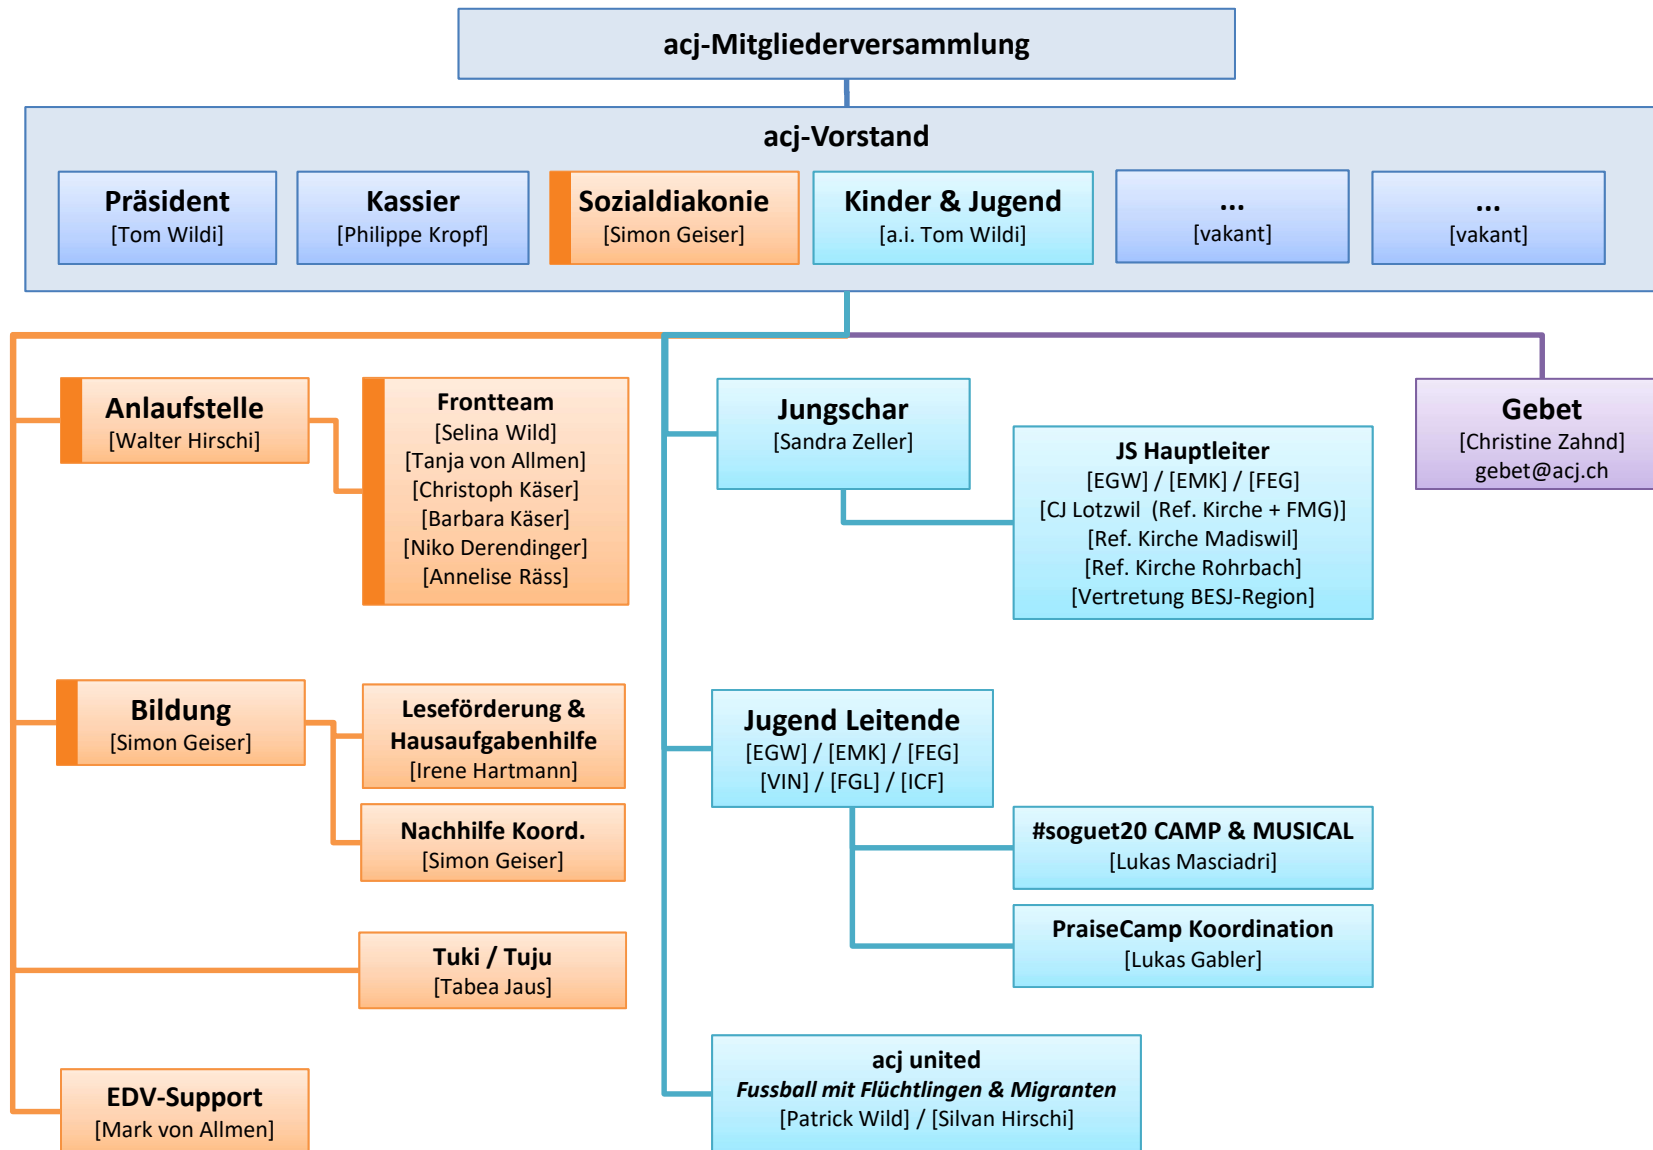 acj-Mitgliederversammlung
acj-Vorstand
Präsident
[Tom Wildi]
Kassier
[Philippe Kropf]
Sozialdiakonie
[Simon Geiser]
Kinder & Jugend
[a.i. Tom Wildi]
...
[vakant]
...
[vakant]
Anlaufstelle
[Walter Hirschi]
Frontteam
[Selina Wild]
[Tanja von Allmen]
[Christoph Käser]
[Barbara Käser]
[Niko Derendinger]
[Annelise Räss]
Bildung
[Simon Geiser]
Leseförderung &
Hausaufgabenhilfe
[Irene Hartmann]
Nachhilfe Koord.
[Simon Geiser]
Tuki / Tuju
[Tabea Jaus]
EDV-Support
[Mark von Allmen]
Jungschar
[Sandra Zeller]
JS Hauptleiter
[EGW] / [EMK] / [FEG]
[CJ Lotzwil (Ref. Kirche + FMG)]
[Ref. Kirche Madiswil]
[Ref. Kirche Rohrbach]
[Vertretung BESJ-Region]
Jugend Leitende
[EGW] / [EMK] / [FEG]
[VIN] / [FGL] / [ICF]
#soguet20 CAMP & MUSICAL
[Lukas Masciadri]
PraiseCamp Koordination
[Lukas Gabler]
acj united
Fussball mit Flüchtlingen & Migranten
[Patrick Wild] / [Silvan Hirschi]
Gebet
[Christine Zahnd]
gebet@acj.ch